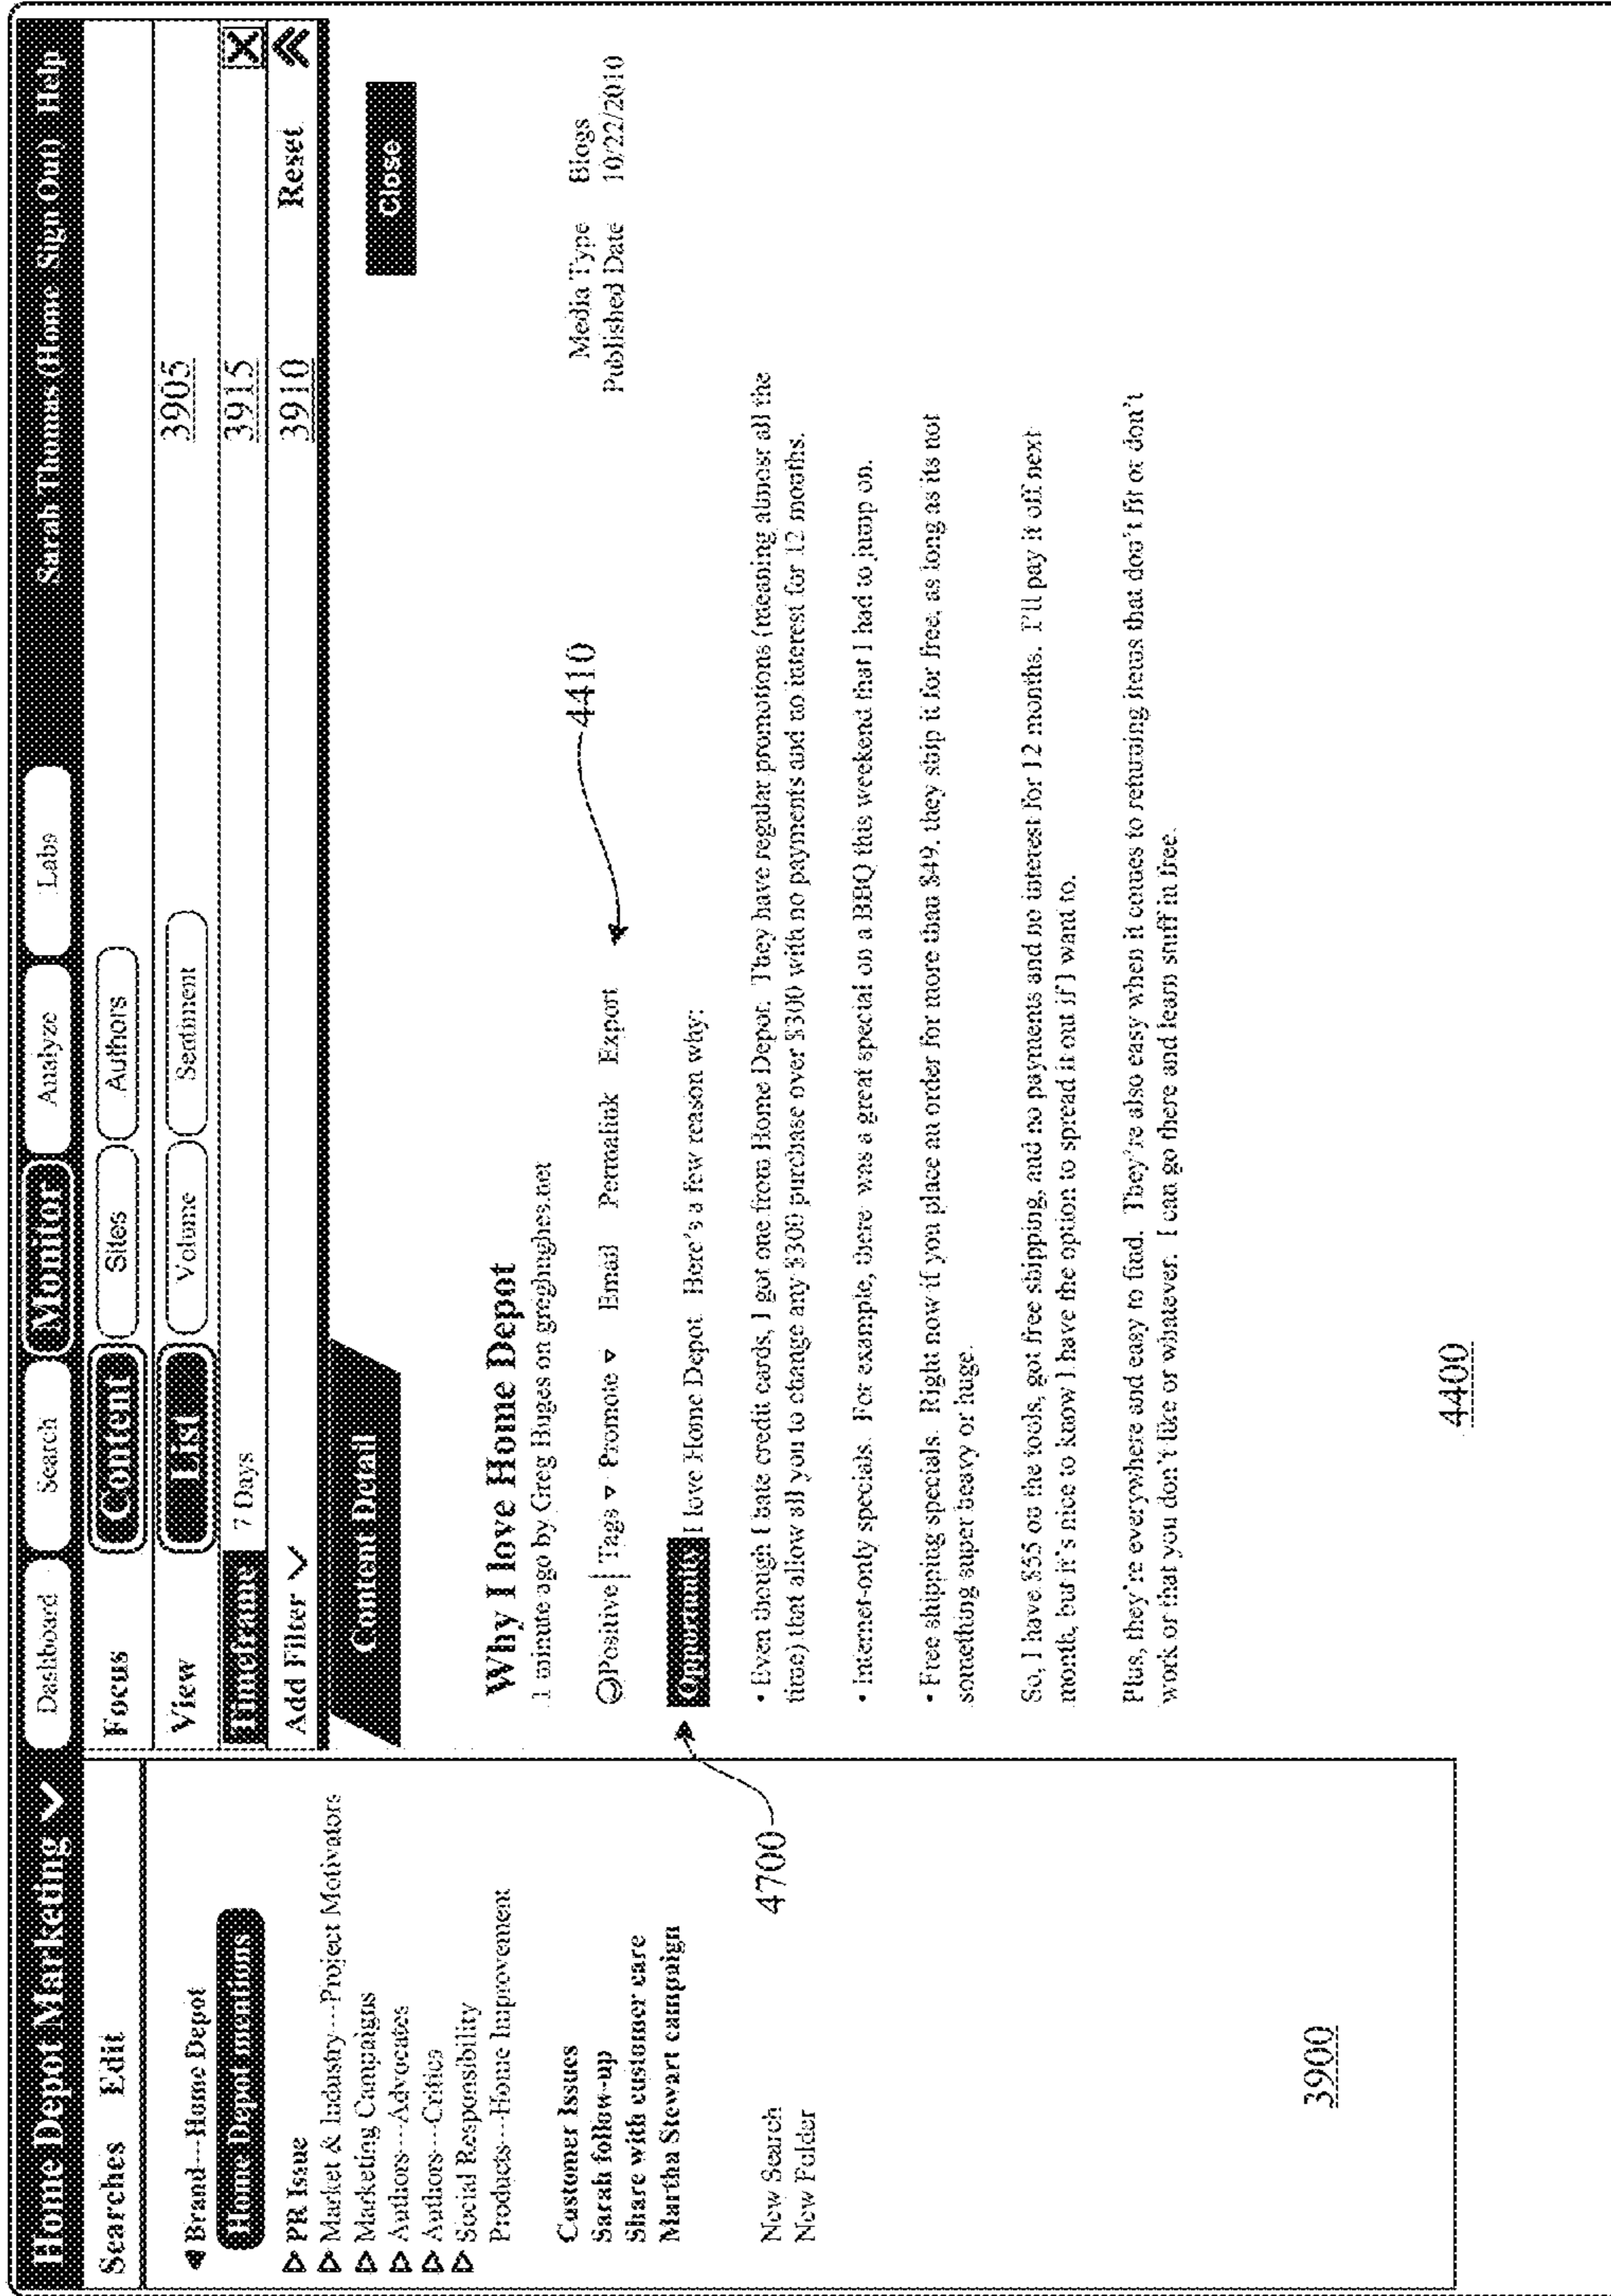 Home Depot Marketing
Dashboard
Search
Monitor
Analyze
Labs
Sarah Thomas (Home Sign Out) Help
Searches Edit
Brand---Home Depot
Home Depot mentions
PR Issue
Market & Industry---Project Motivators
Marketing Campaigns
Authors---Advocates
Authors---Critics
Social Responsibility
Products---Home Improvement
Customer Issues
Sarah follow-up
Share with customer care
Martha Stewart campaign
New Search
New Folder
4700
3900
Focus Content Sites Authors
View List Volume Sentiment 3905
Timeframe 7 Days 3915
Add Filter 3910 Reset
Content Detail
Close
Why I love Home Depot
1 minute ago by Greg Huges on greghughes.net
Media Type Blogs
Published Date 10/22/2010
Positive | Tags Promote Email Permalink Export
4410
Opportunity I love Home Depot. Here's a few reason why:
• Even though I hate credit cards, I got one from Home Depot. They have regular promotions (meaning almost all the
time) that allow all you to change any $300 purchase over $300 with no payments and no interest for 12 months.
• Internet-only specials. For example, there was a great special on a BBQ this weekend that I had to jump on.
• Free shipping specials. Right now if you place an order for more than $49, they ship it for free, as long as its not
something super heavy or huge.
So, I have $55 on the tools, got free shipping, and no payments and no interest for 12 months. I'll pay it off next
month, but it's nice to know I have the option to spread it out if I want to.
Plus, they're everywhere and easy to find. They're also easy when it comes to returning items that don't fit or don't
work or that you don't like or whatever. I can go there and learn stuff in free.
4400